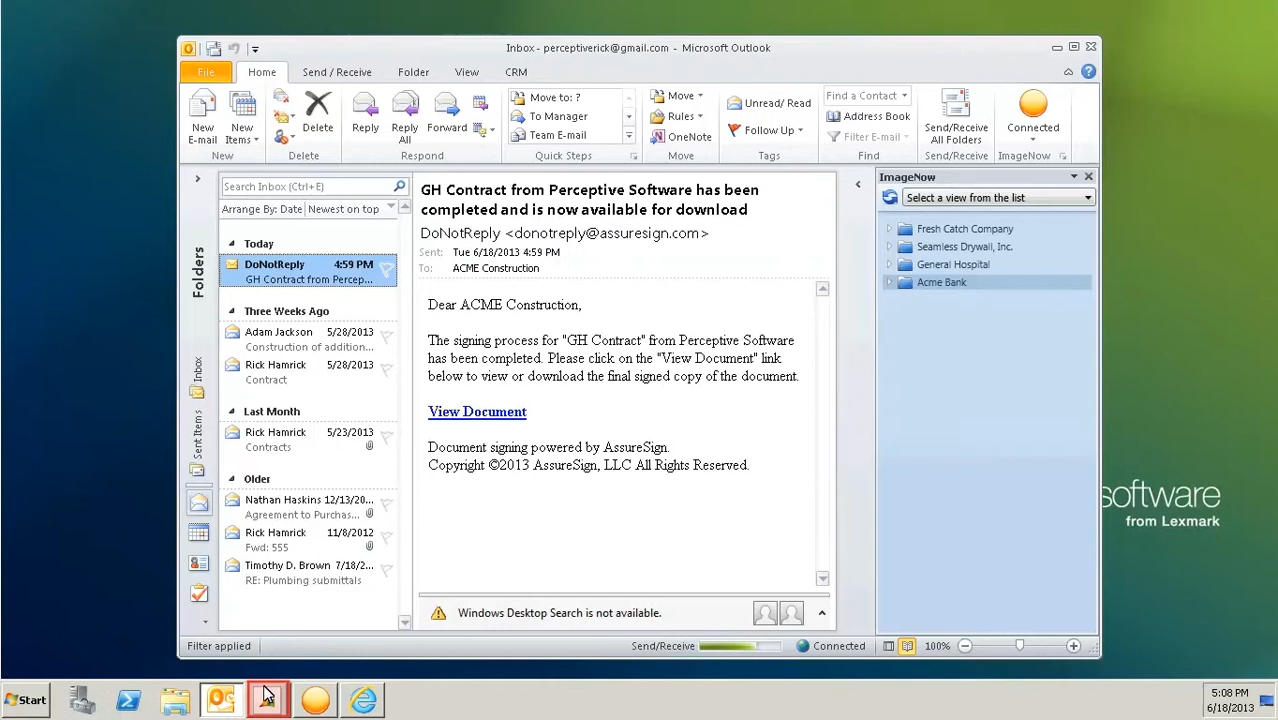 Inbox - perceptiverick@gmail.com - Microsoft Outlook
File
Home
Send / Receive
Folder
View
CRM
New
E-mail
New
Items
Delete
Reply
Reply
All
Forward
Move to: ?
To Manager
Team E-mail
Move
Rules
OneNote
Unread/ Read
Follow Up
Find a Contact
Address Book
Filter E-mail
Send/Receive
All Folders
Connected
New
Delete
Respond
Quick Steps
Move
Tags
Find
Send/Receive
ImageNow
Folders
Inbox
Sent Items
Search Inbox (Ctrl+E)
Arrange By: Date
Newest on top
Today
DoNotReply 4:59 PM
GH Contract from Percep...
Three Weeks Ago
Adam Jackson 5/28/2013
Construction of addition...
Rick Hamrick 5/28/2013
Contract
Last Month
Rick Hamrick 5/23/2013
Contracts
Older
Nathan Haskins 12/13/20...
Agreement to Purchas...
Rick Hamrick 11/8/2012
Fwd: 555
Timothy D. Brown 7/18/...
RE: Plumbing submittals
GH Contract from Perceptive Software has been
completed and is now available for download
DoNotReply <donotreply@assuresign.com>
Sent: Tue 6/18/2013 4:59 PM
To: ACME Construction
Dear ACME Construction,
The signing process for "GH Contract" from Perceptive Software
has been completed. Please click on the "View Document" link
below to view or download the final signed copy of the document.
View Document
Document signing powered by AssureSign.
Copyright ©2013 AssureSign, LLC All Rights Reserved.
Windows Desktop Search is not available.
ImageNow
Select a view from the list
Fresh Catch Company
Seamless Drywall, Inc.
General Hospital
Acme Bank
software
from Lexmark
Filter applied
Send/Receive
Connected
100%
Start
5:08 PM
6/18/2013